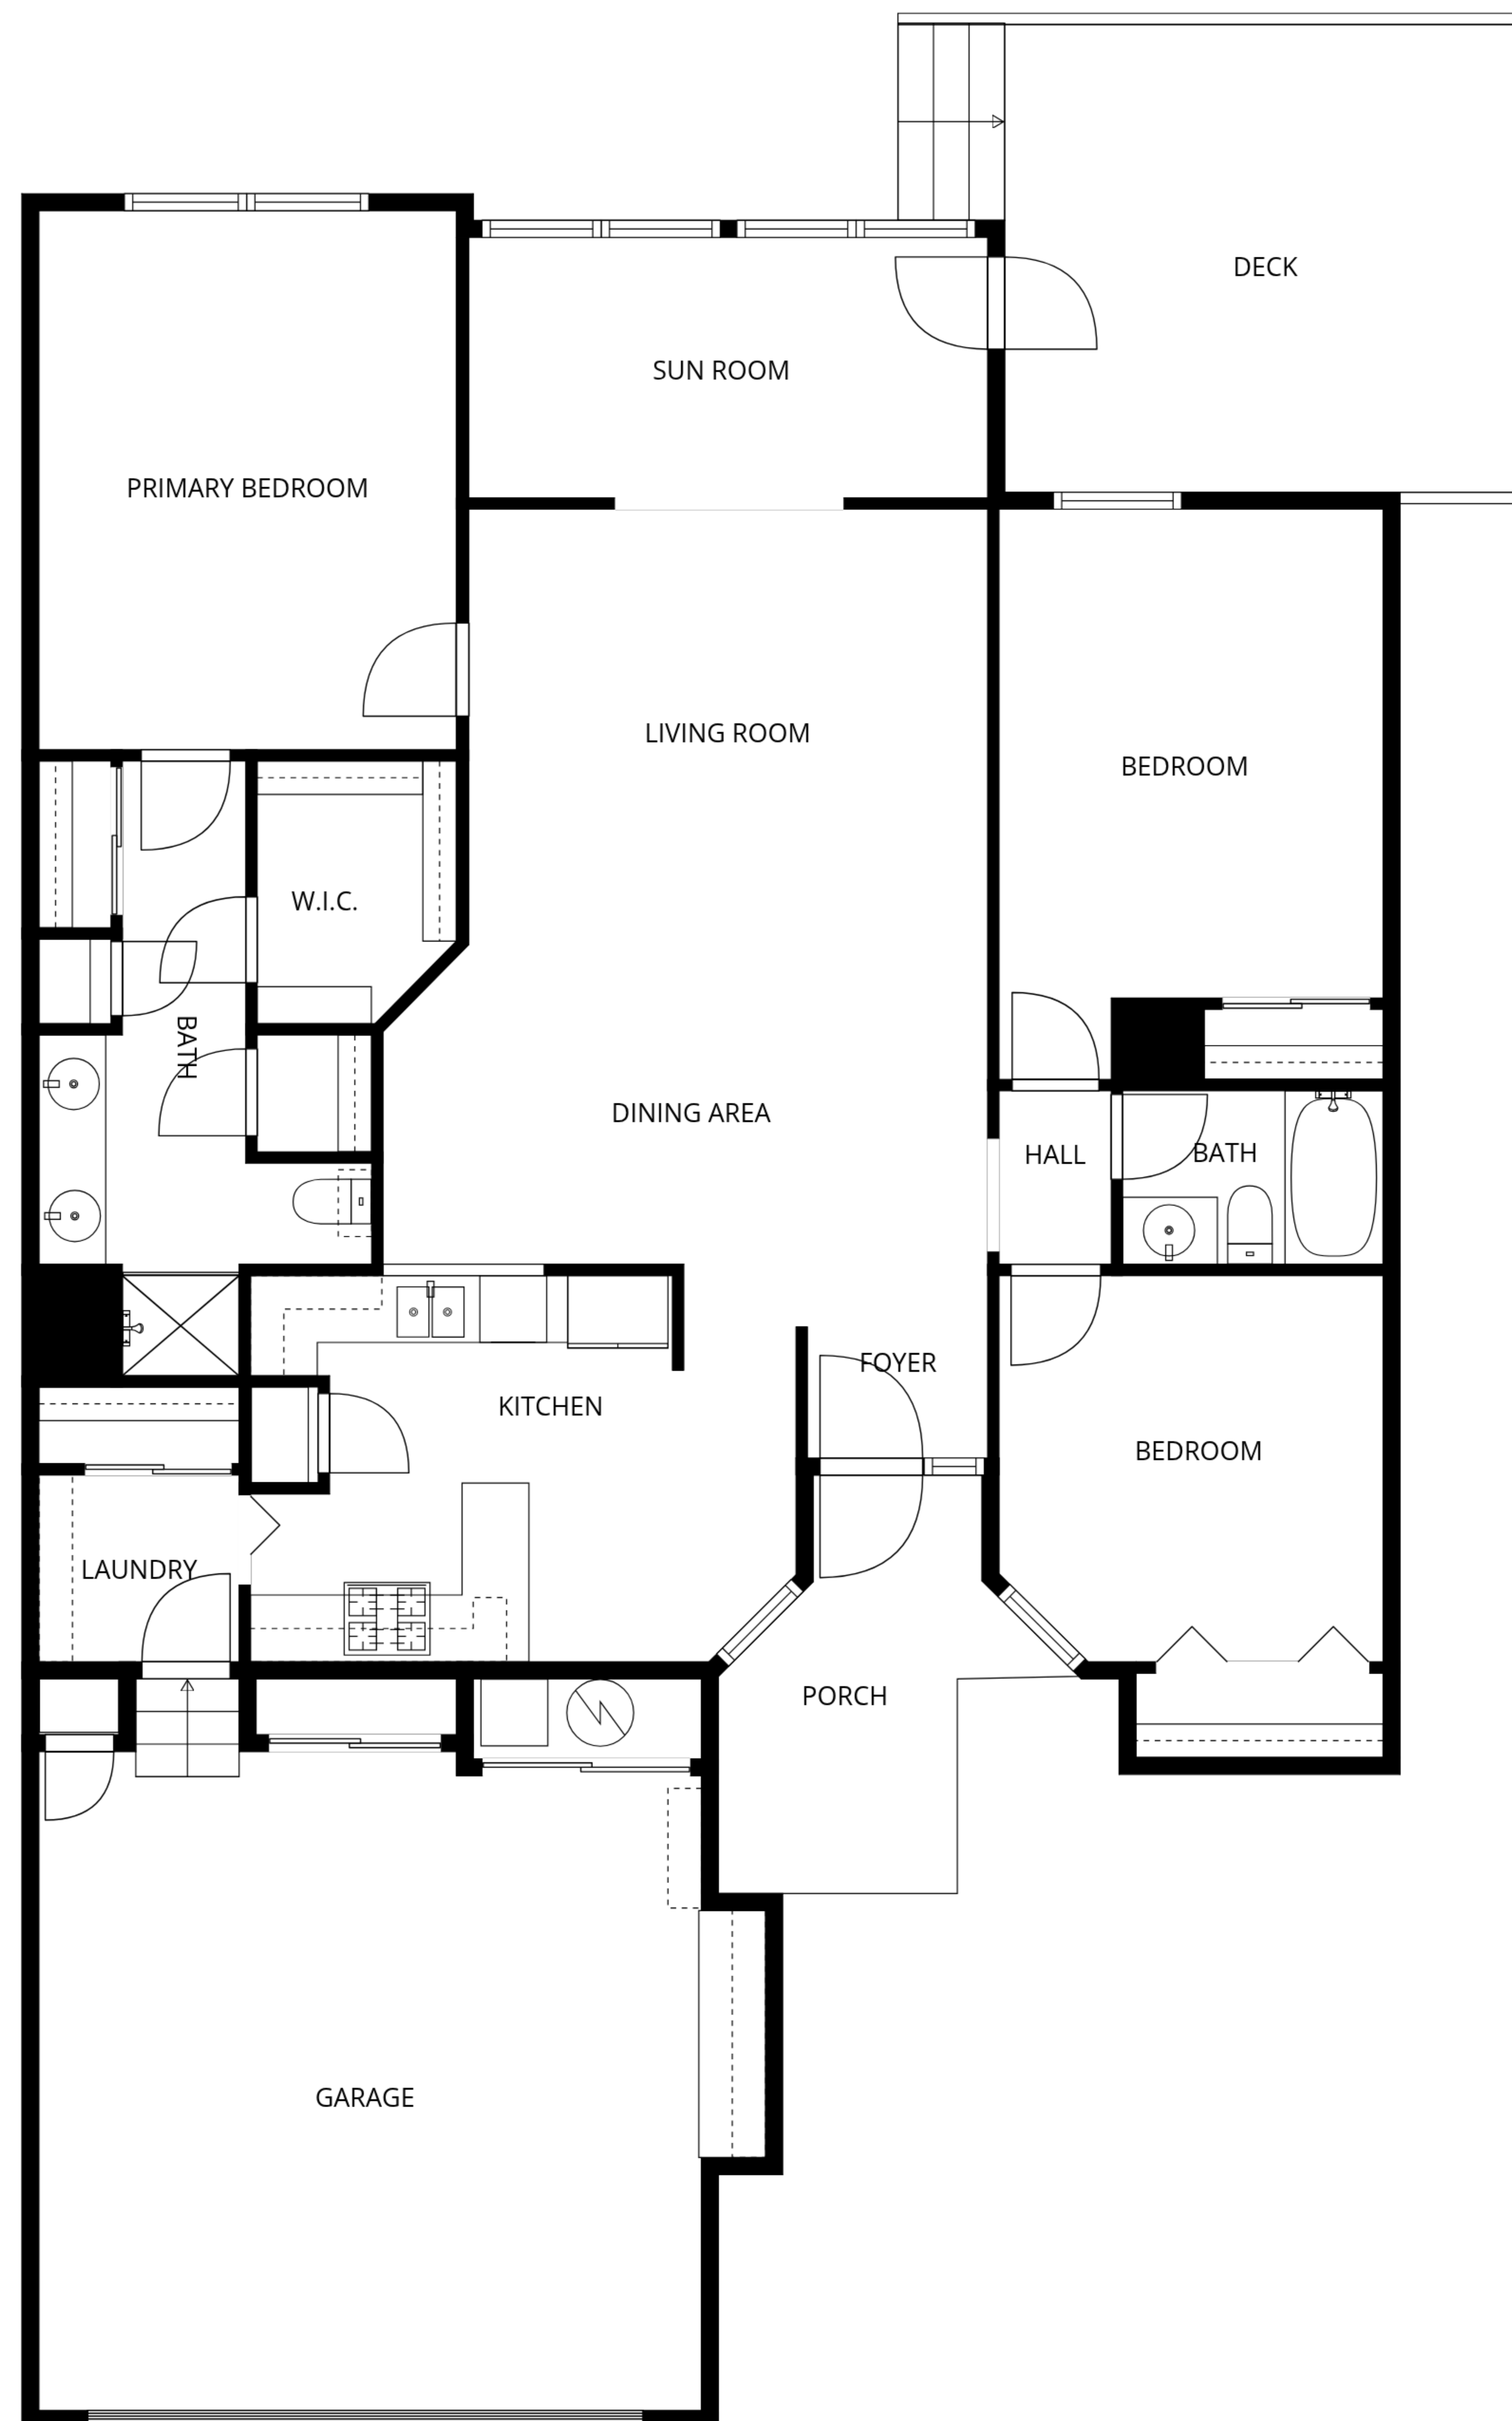 DECK
SUN ROOM
PRIMARY BEDROOM
LIVING ROOM
BEDROOM
W.I.C.
BATH
DINING AREA
HALL
BATH
FOYER
KITCHEN
BEDROOM
LAUNDRY
PORCH
GARAGE